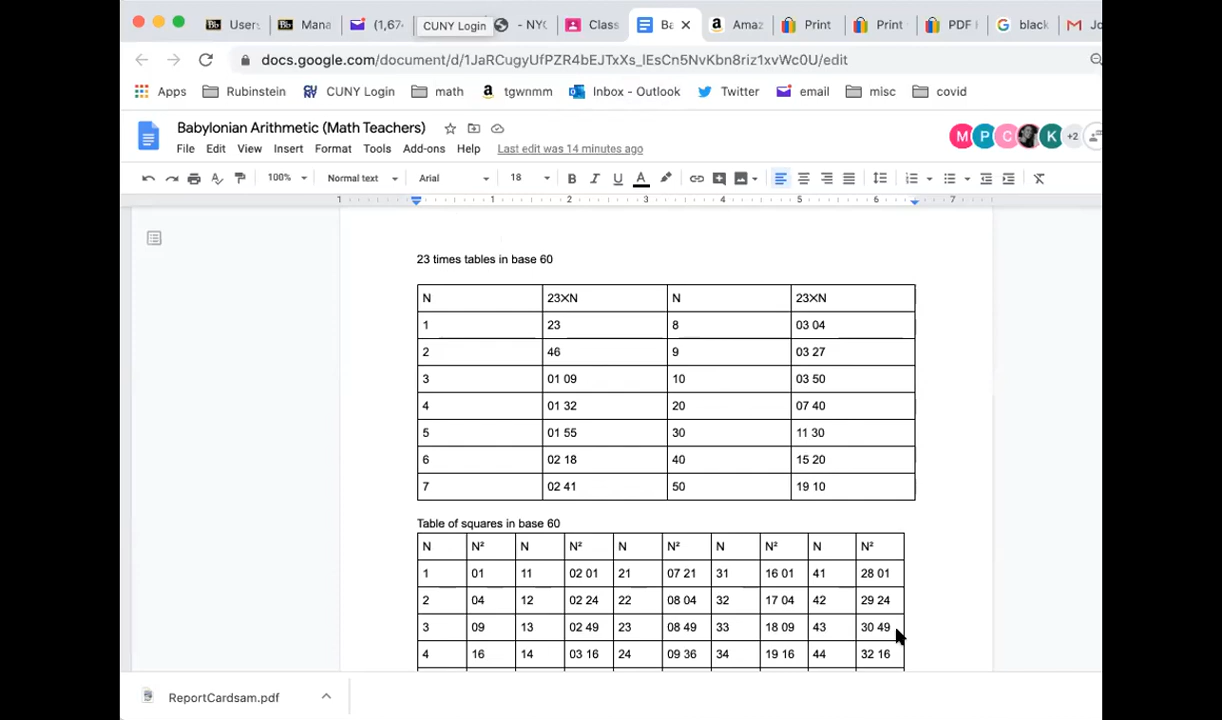 Users
Mana
(1,67
CUNY Login
- NYC
Class
Ba
Amaz
Print
Print
PDF
black
docs.google.com/document/d/1JaRCugyUfPZR4bEJTxXs_lEsCn5NvKbn8riz1xvWc0U/edit
Apps Rubinstein CUNY Login math tgwnmm Inbox - Outlook Twitter email misc covid
Babylonian Arithmetic (Math Teachers)
M P C K +2
File Edit View Insert Format Tools Add-ons Help Last edit was 14 minutes ago
100% Normal text Arial 18 B I U A
1 1 2 3 4 5 6 7
23 times tables in base 60
N 23×N N 23×N
1 23 8 03 04
2 46 9 03 27
3 01 09 10 03 50
4 01 32 20 07 40
5 01 55 30 11 30
6 02 18 40 15 20
7 02 41 50 19 10
Table of squares in base 60
N N² N N² N N² N N² N N²
1 01 11 02 01 21 07 21 31 16 01 41 28 01
2 04 12 02 24 22 08 04 32 17 04 42 29 24
3 09 13 02 49 23 08 49 33 18 09 43 30 49
4 16 14 03 16 24 09 36 34 19 16 44 32 16
ReportCardsam.pdf